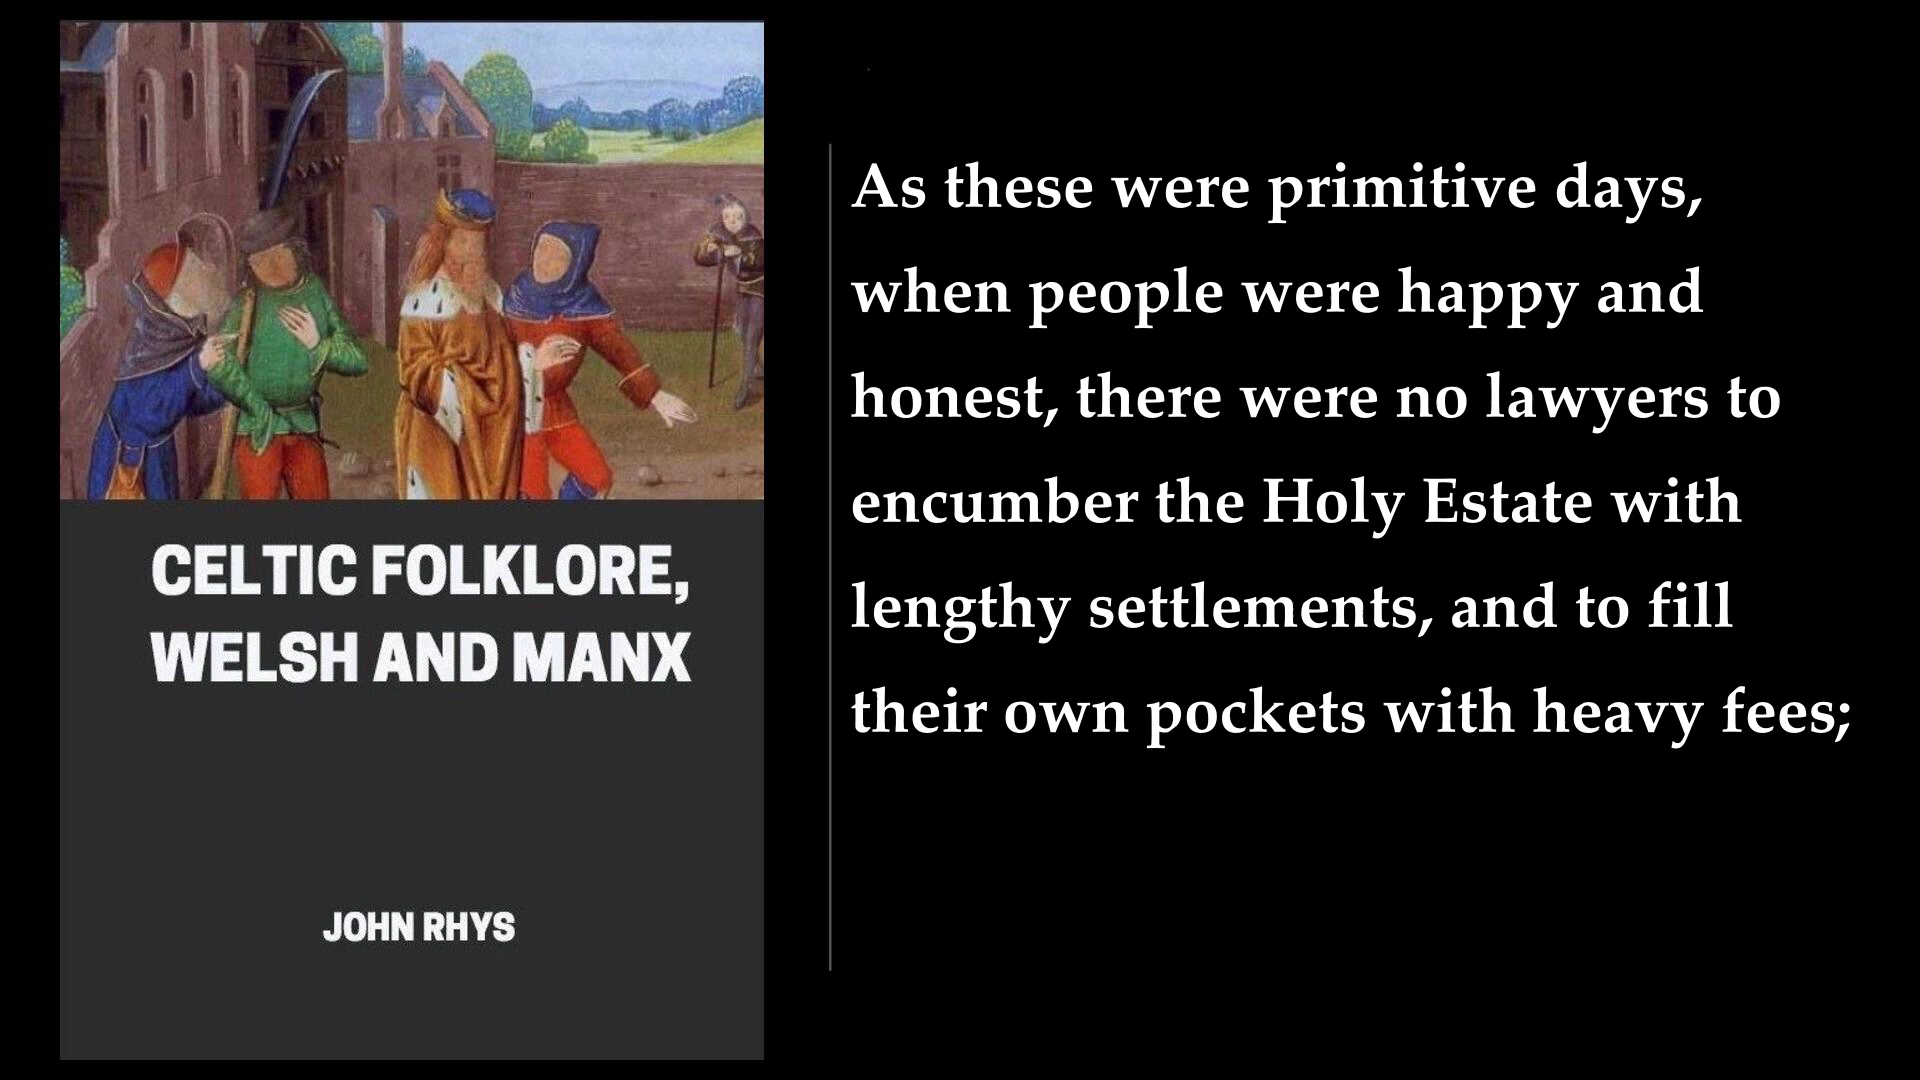 CELTIC FOLKLORE,
WELSH AND MANX
JOHN RHYS
As these were primitive days,
when people were happy and
honest, there were no lawyers to
encumber the Holy Estate with
lengthy settlements, and to fill
their own pockets with heavy fees;